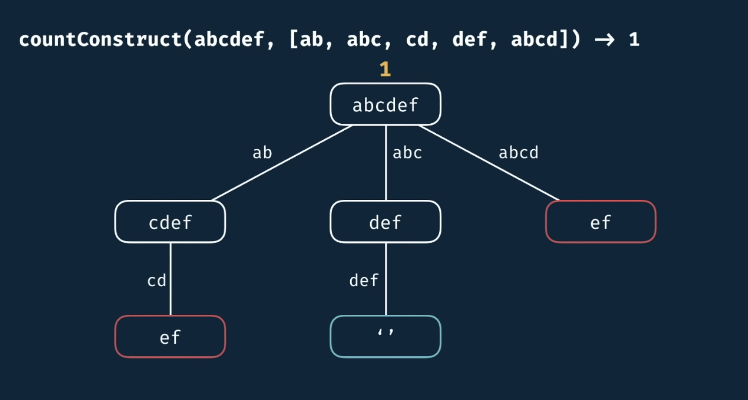 countConstruct(abcdef, [ab, abc, cd, def, abcd]) → 1
1
abcdef
ab
abc
abcd
cdef
def
ef
cd
def
ef
‘’